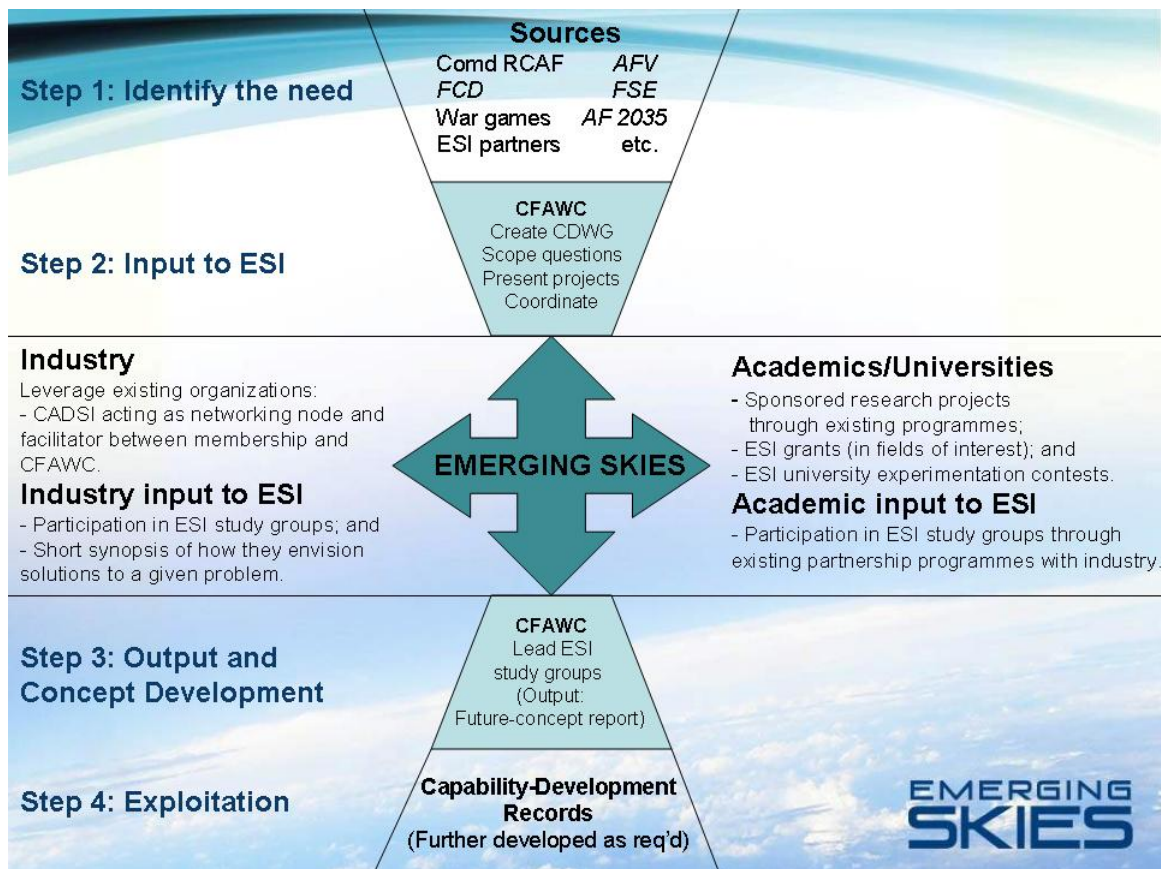 Step 1: Identify the need
Sources
Comd RCAF AFV
FCD FSE
War games AF 2035
ESI partners etc.
Step 2: Input to ESI
CFAWC
Create CDWG
Scope questions
Present projects
Coordinate
Industry
Leverage existing organizations:
- CADSI acting as networking node and
facilitator between membership and
CFAWC.
Industry input to ESI
- Participation in ESI study groups; and
- Short synopsis of how they envision
solutions to a given problem.
EMERGING SKIES
Academics/Universities
- Sponsored research projects
through existing programmes;
- ESI grants (in fields of interest); and
- ESI university experimentation contests.
Academic input to ESI
- Participation in ESI study groups through
existing partnership programmes with industry.
Step 3: Output and
Concept Development
CFAWC
Lead ESI
study groups
(Output:
Future-concept report)
Step 4: Exploitation
Capability-Development
Records
(Further developed as req'd)
EMERGING
SKIES